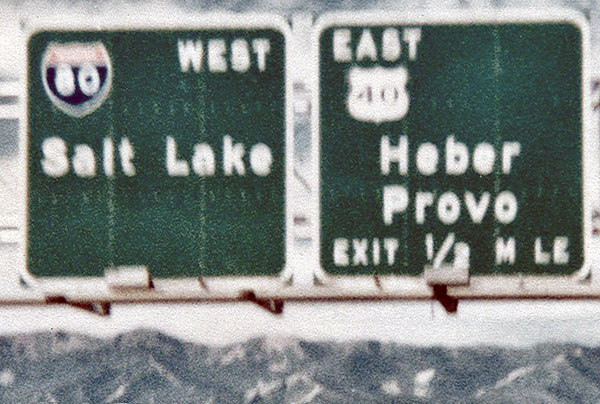 80 WEST
Salt Lake
EAST
40
Heber
Provo
EXIT 1/2 M LE